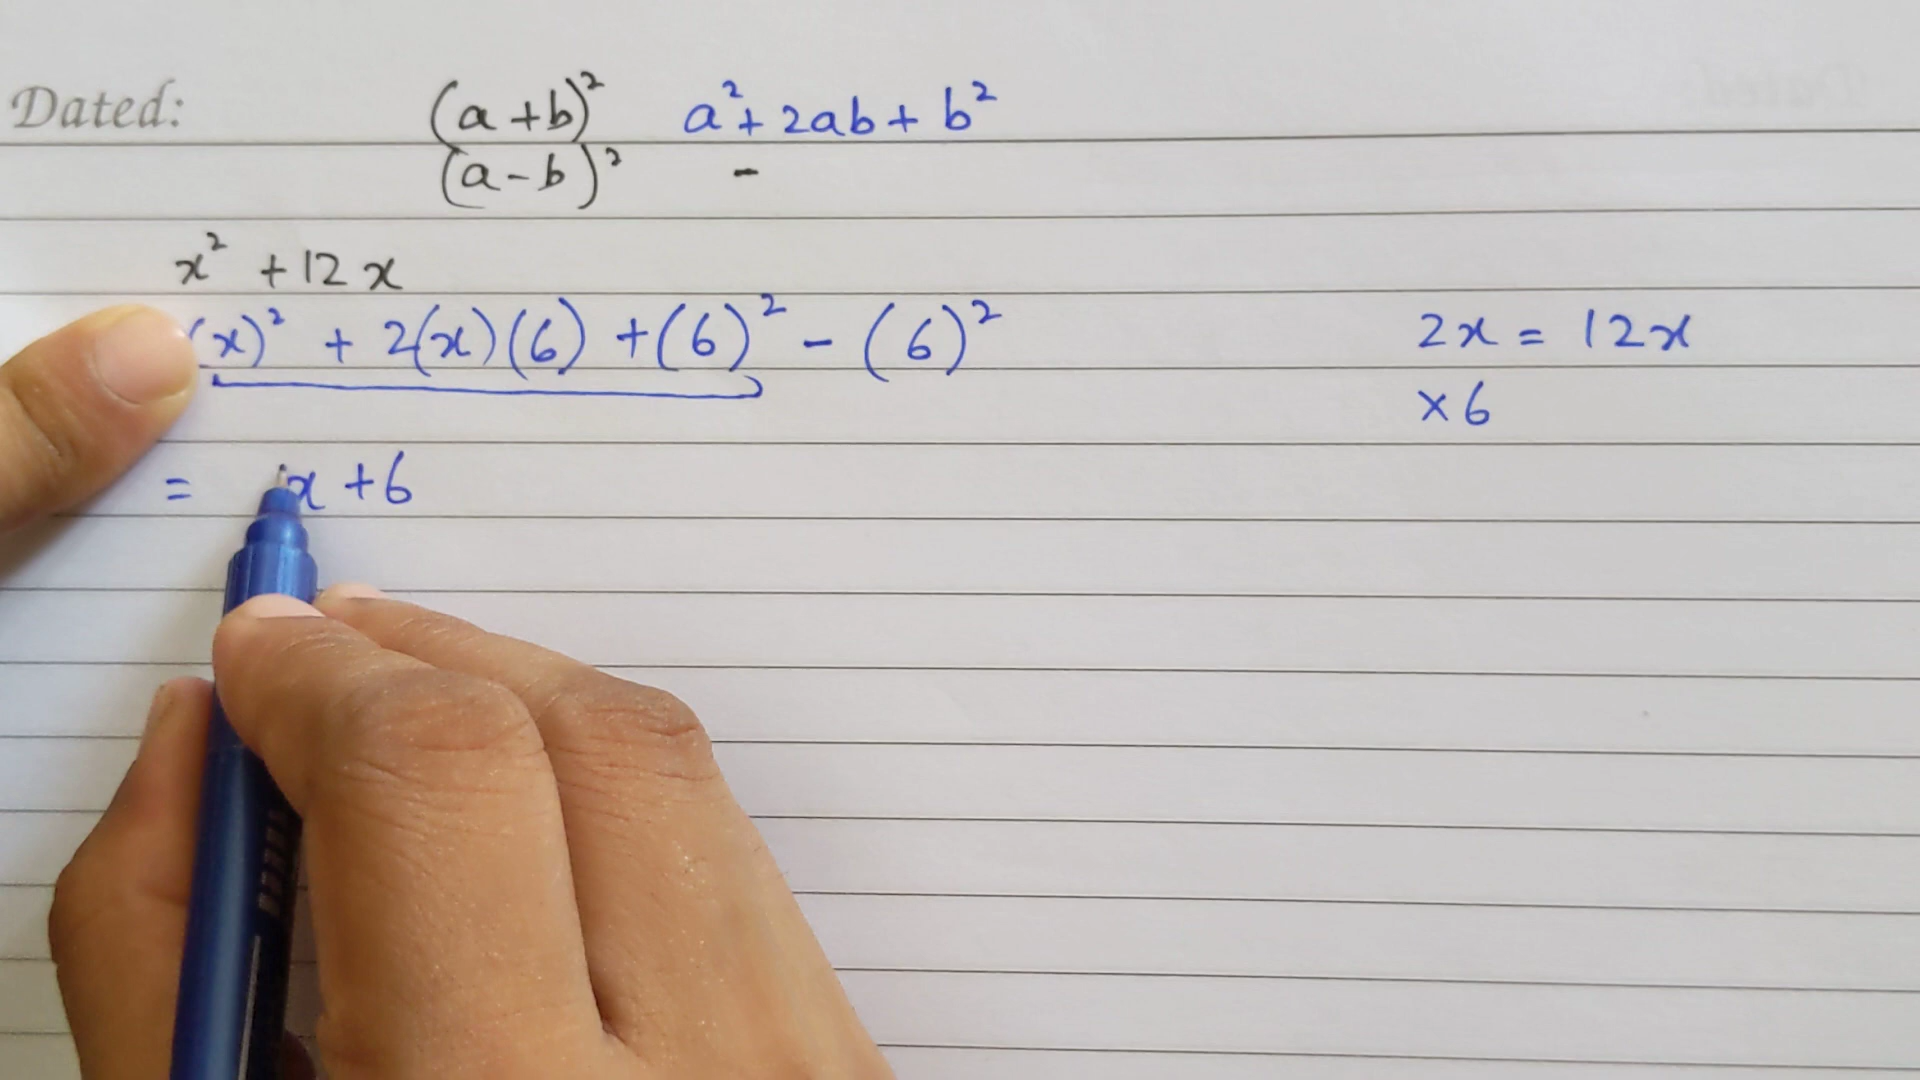 Dated: (a+b)² a²+2ab+b²
(a-b)² -
x² +12x
(x)² + 2(x)(6) +(6)² - (6)² 2x = 12x
×6
= x +6